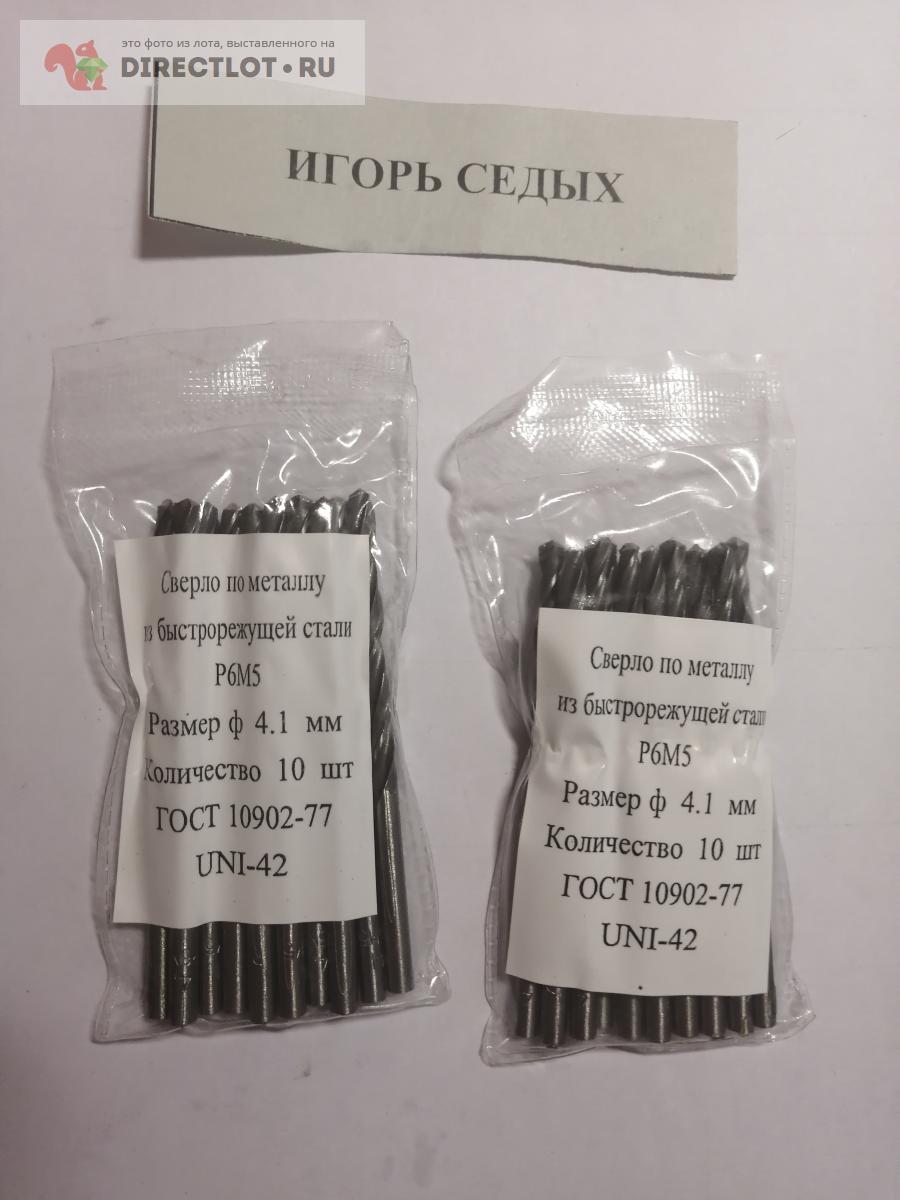 это фото из лота, выставленного на
DIRECTLOT•RU
ИГОРЬ СЕДЫХ
Сверло по металлу
из быстрорежущей стали
Р6М5
Размер ф 4.1 мм
Количество 10 шт
ГОСТ 10902-77
UNI-42
Сверло по металлу
из быстрорежущей стали
Р6М5
Размер ф 4.1 мм
Количество 10 шт
ГОСТ 10902-77
UNI-42